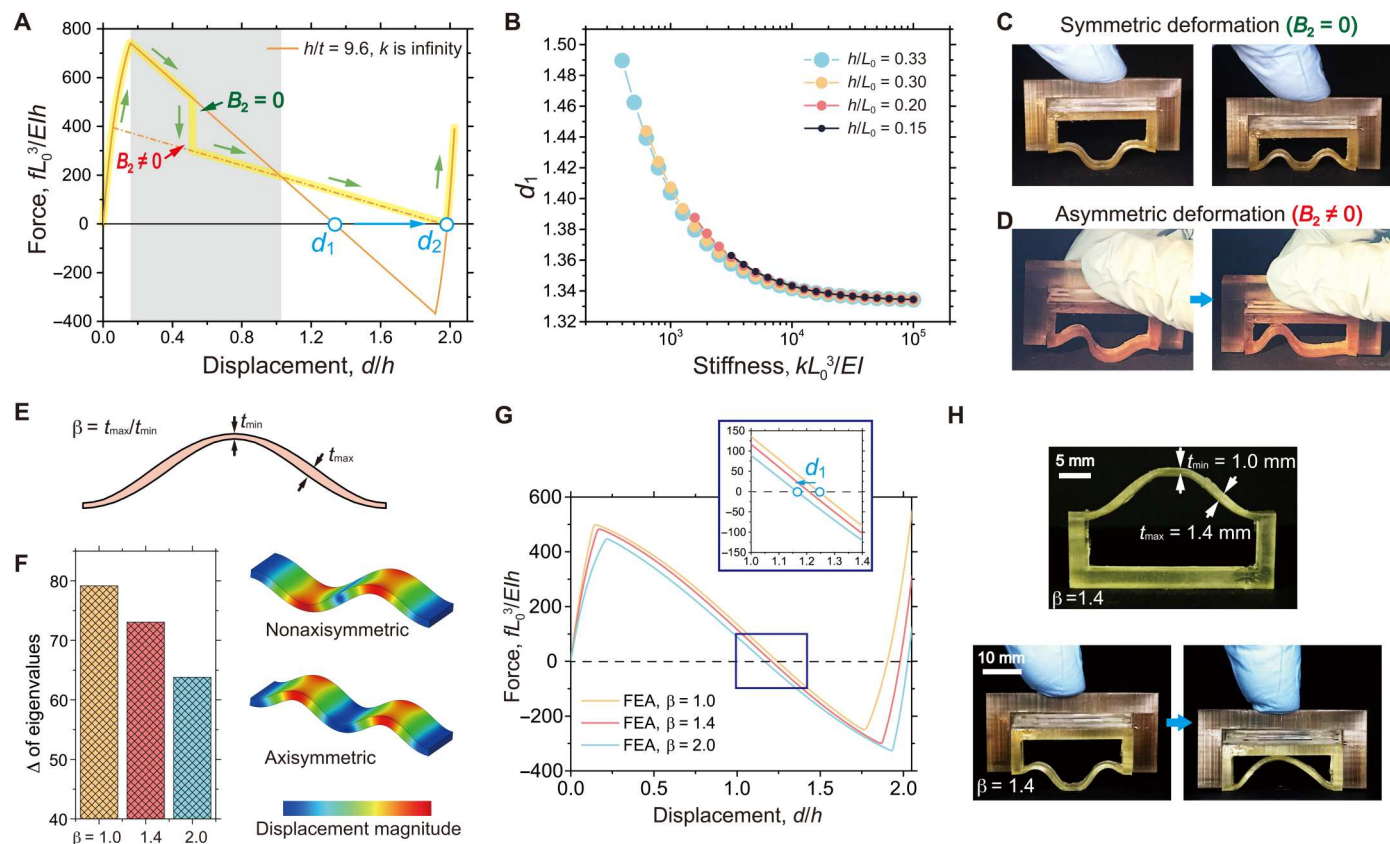 A
Force, fL₀³/EIh
800
600
400
200
0
−200
−400
h/t = 9.6, k is infinity
B₂ = 0
B₂ ≠ 0
d₁
d₂
0.0
0.4
0.8
1.2
1.6
2.0
Displacement, d/h
B
d₁
1.50
1.48
1.46
1.44
1.42
1.40
1.38
1.36
1.34
1.32
h/L₀ = 0.33
h/L₀ = 0.30
h/L₀ = 0.20
h/L₀ = 0.15
10³
10⁴
10⁵
Stiffness, kL₀³/EI
C
Symmetric deformation (B₂ = 0)
D
Asymmetric deformation (B₂ ≠ 0)
E
β = tmax/tmin
tmin
tmax
F
Δ of eigenvalues
80
70
60
50
40
β = 1.0
1.4
2.0
Nonaxisymmetric
Axisymmetric
Displacement magnitude
G
Force, fL₀³/EIh
600
400
200
0
−200
−400
150
100
50
0
−50
−100
−150
d₁
1.0
1.1
1.2
1.3
1.4
FEA, β = 1.0
FEA, β = 1.4
FEA, β = 2.0
0.0
0.5
1.0
1.5
2.0
Displacement, d/h
H
5 mm
tmin = 1.0 mm
tmax = 1.4 mm
β =1.4
10 mm
β = 1.4